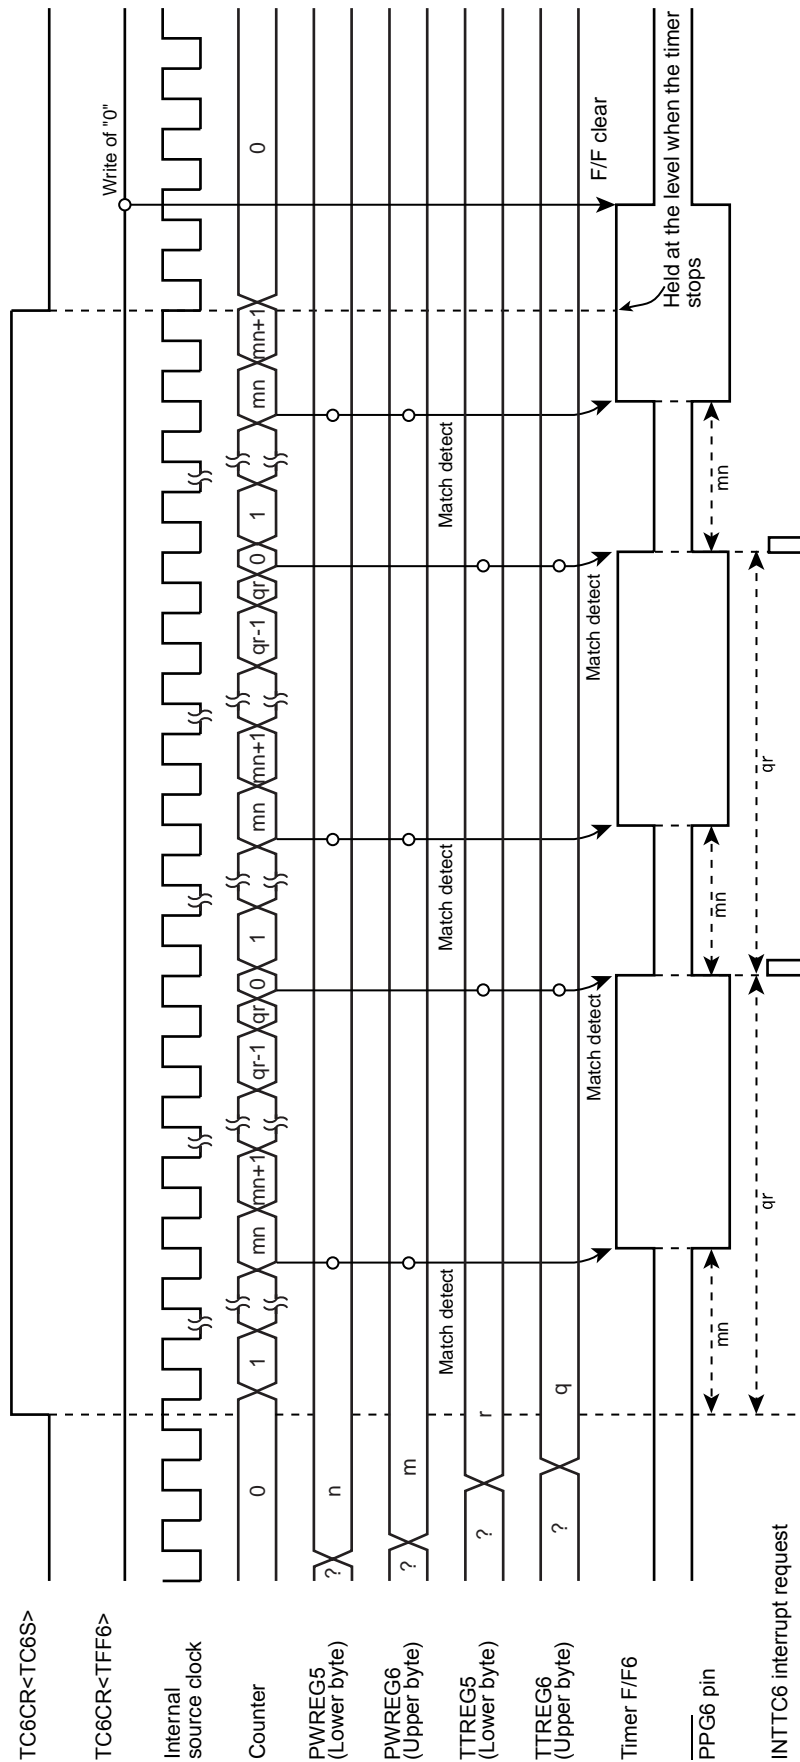 TC6CR<TC6S>
TC6CR<TFF6>
Write of "0"
Internal
source clock
Counter
0 1 mn mn+1 qr-1 qr 0 1 mn mn+1 qr-1 qr 0 1 mn mn+1 0
PWREG5
(Lower byte)
? n
PWREG6
(Upper byte)
? m
Match detect Match detect Match detect
TTREG5
(Lower byte)
? r
TTREG6
(Upper byte)
? q
Match detect Match detect F/F clear
Timer F/F6
Held at the level when the timer
stops
PPG6 pin
mn mn mn
qr qr
INTTC6 interrupt request